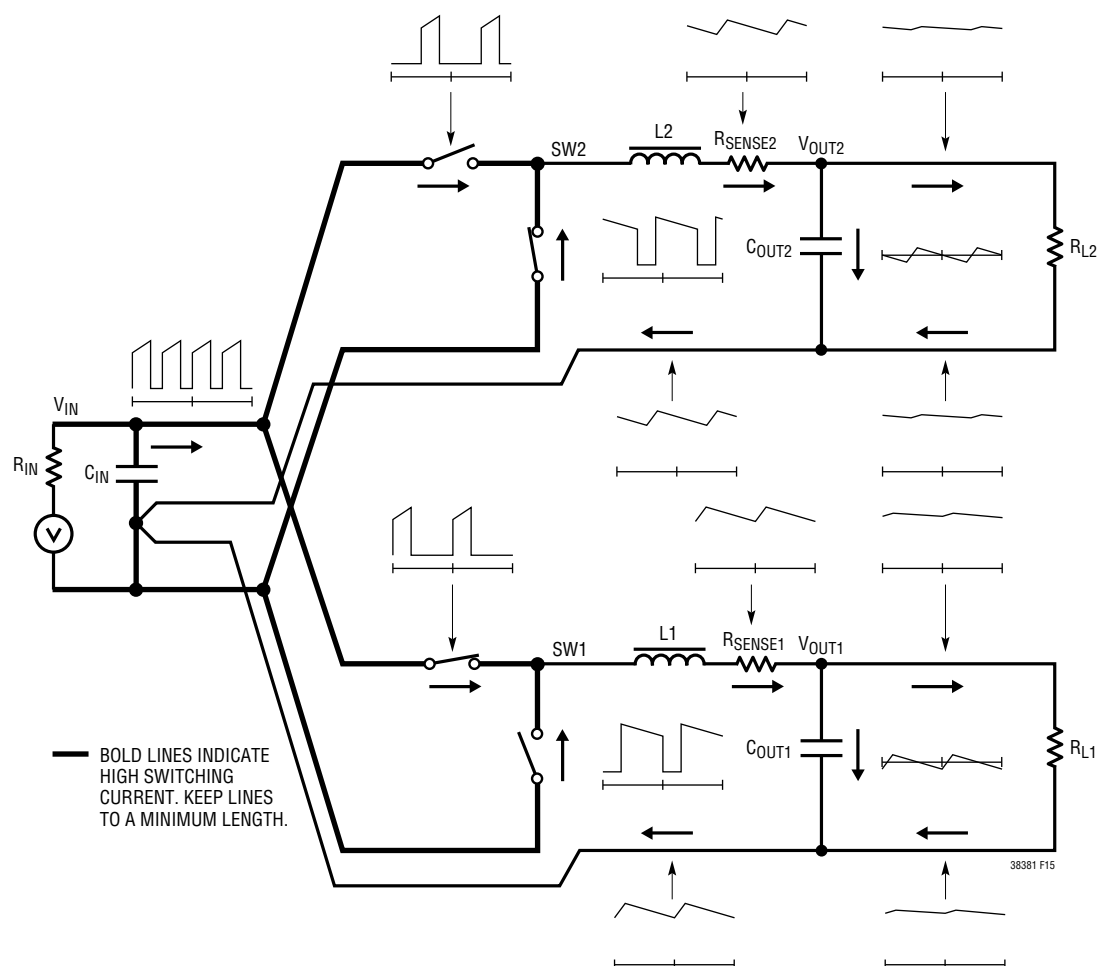 L2
RSENSE2
VOUT2
SW2
COUT2
RL2
VIN
RIN
CIN
V
L1
RSENSE1
VOUT1
SW1
COUT1
RL1
BOLD LINES INDICATE
HIGH SWITCHING
CURRENT. KEEP LINES
TO A MINIMUM LENGTH.
38381 F15